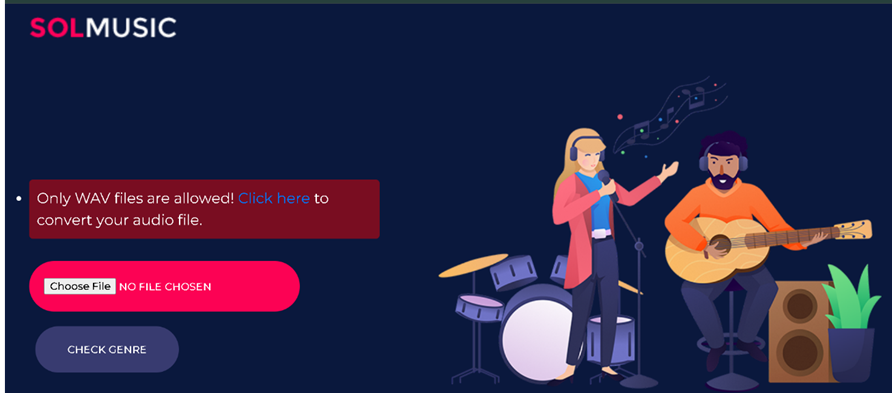 SOLMUSIC
Only WAV files are allowed! Click here to
convert your audio file.
Choose File NO FILE CHOSEN
CHECK GENRE